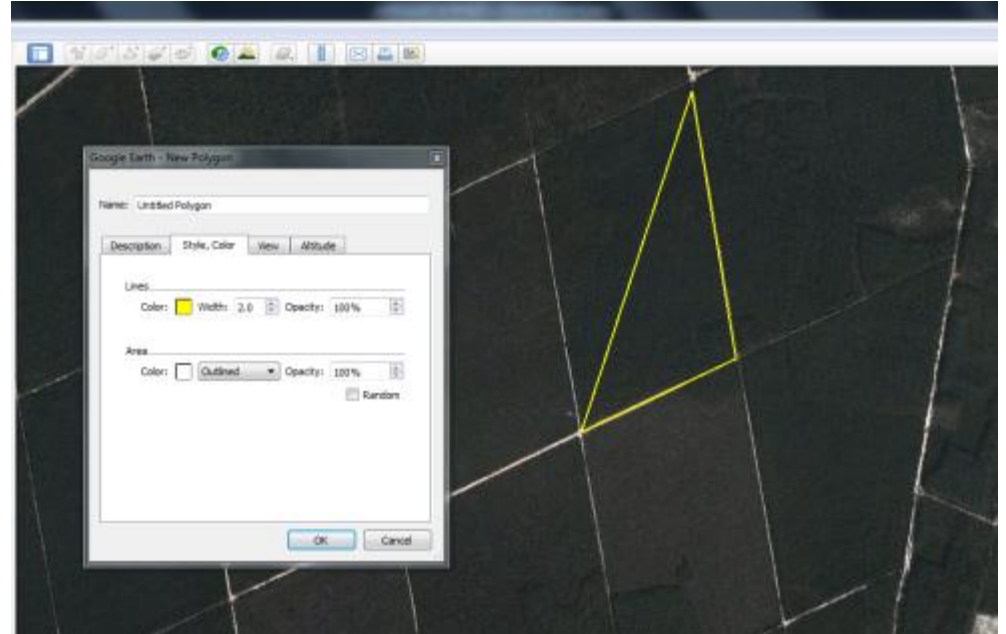 Google Earth - New Polygon
Name: Untitled Polygon
Description Style, Color View Altitude
Lines
Color: Width: 2.0 Opacity: 100%
Area
Color: Outlined Opacity: 100%
Random
OK Cancel